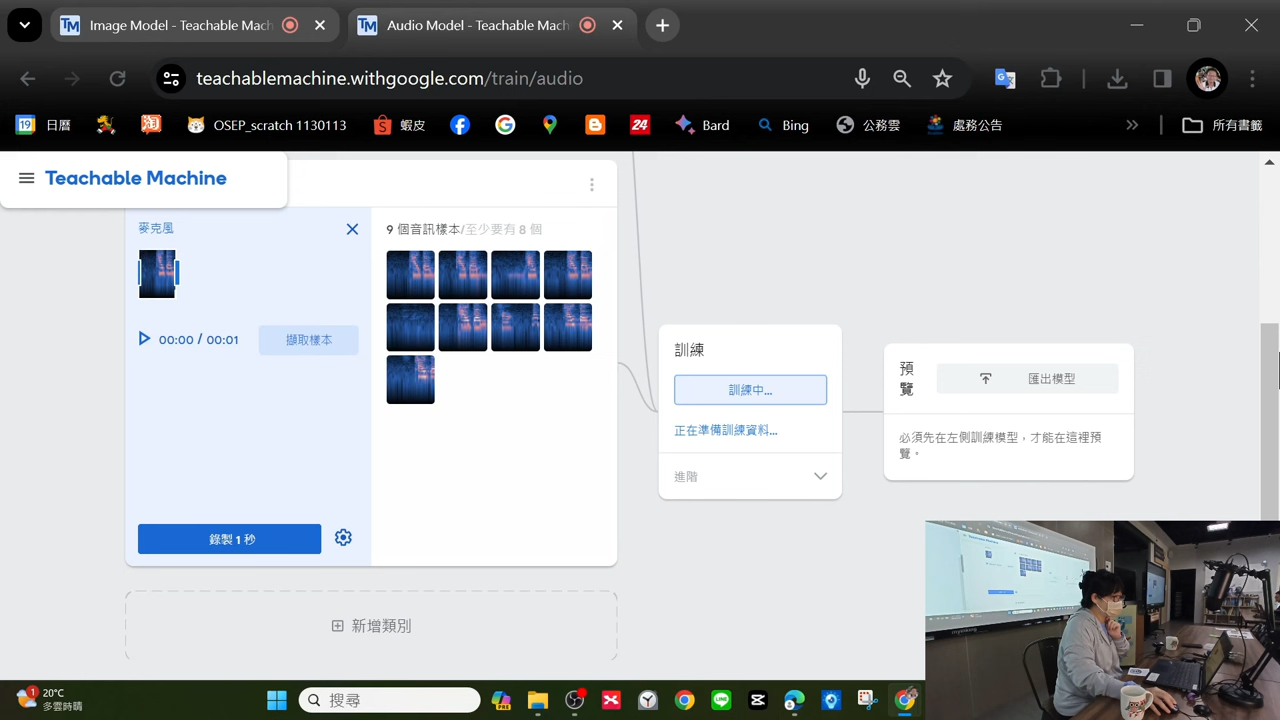 Image Model - Teachable Mach
Audio Model - Teachable Mach
teachablemachine.withgoogle.com/train/audio
19 日曆
淘
OSEP_scratch 1130113
蝦皮
24
Bard
Bing
公務雲
處務公告
所有書籤
Teachable Machine
麥克風
9 個音訊樣本/至少要有 8 個
00:00 / 00:01
擷取樣本
錄製 1 秒
新增類別
訓練
訓練中...
正在準備訓練資料...
進階
預覽
匯出模型
必須先在左側訓練模型，才能在這裡預
覽。
1
20°C
多雲時晴
搜尋